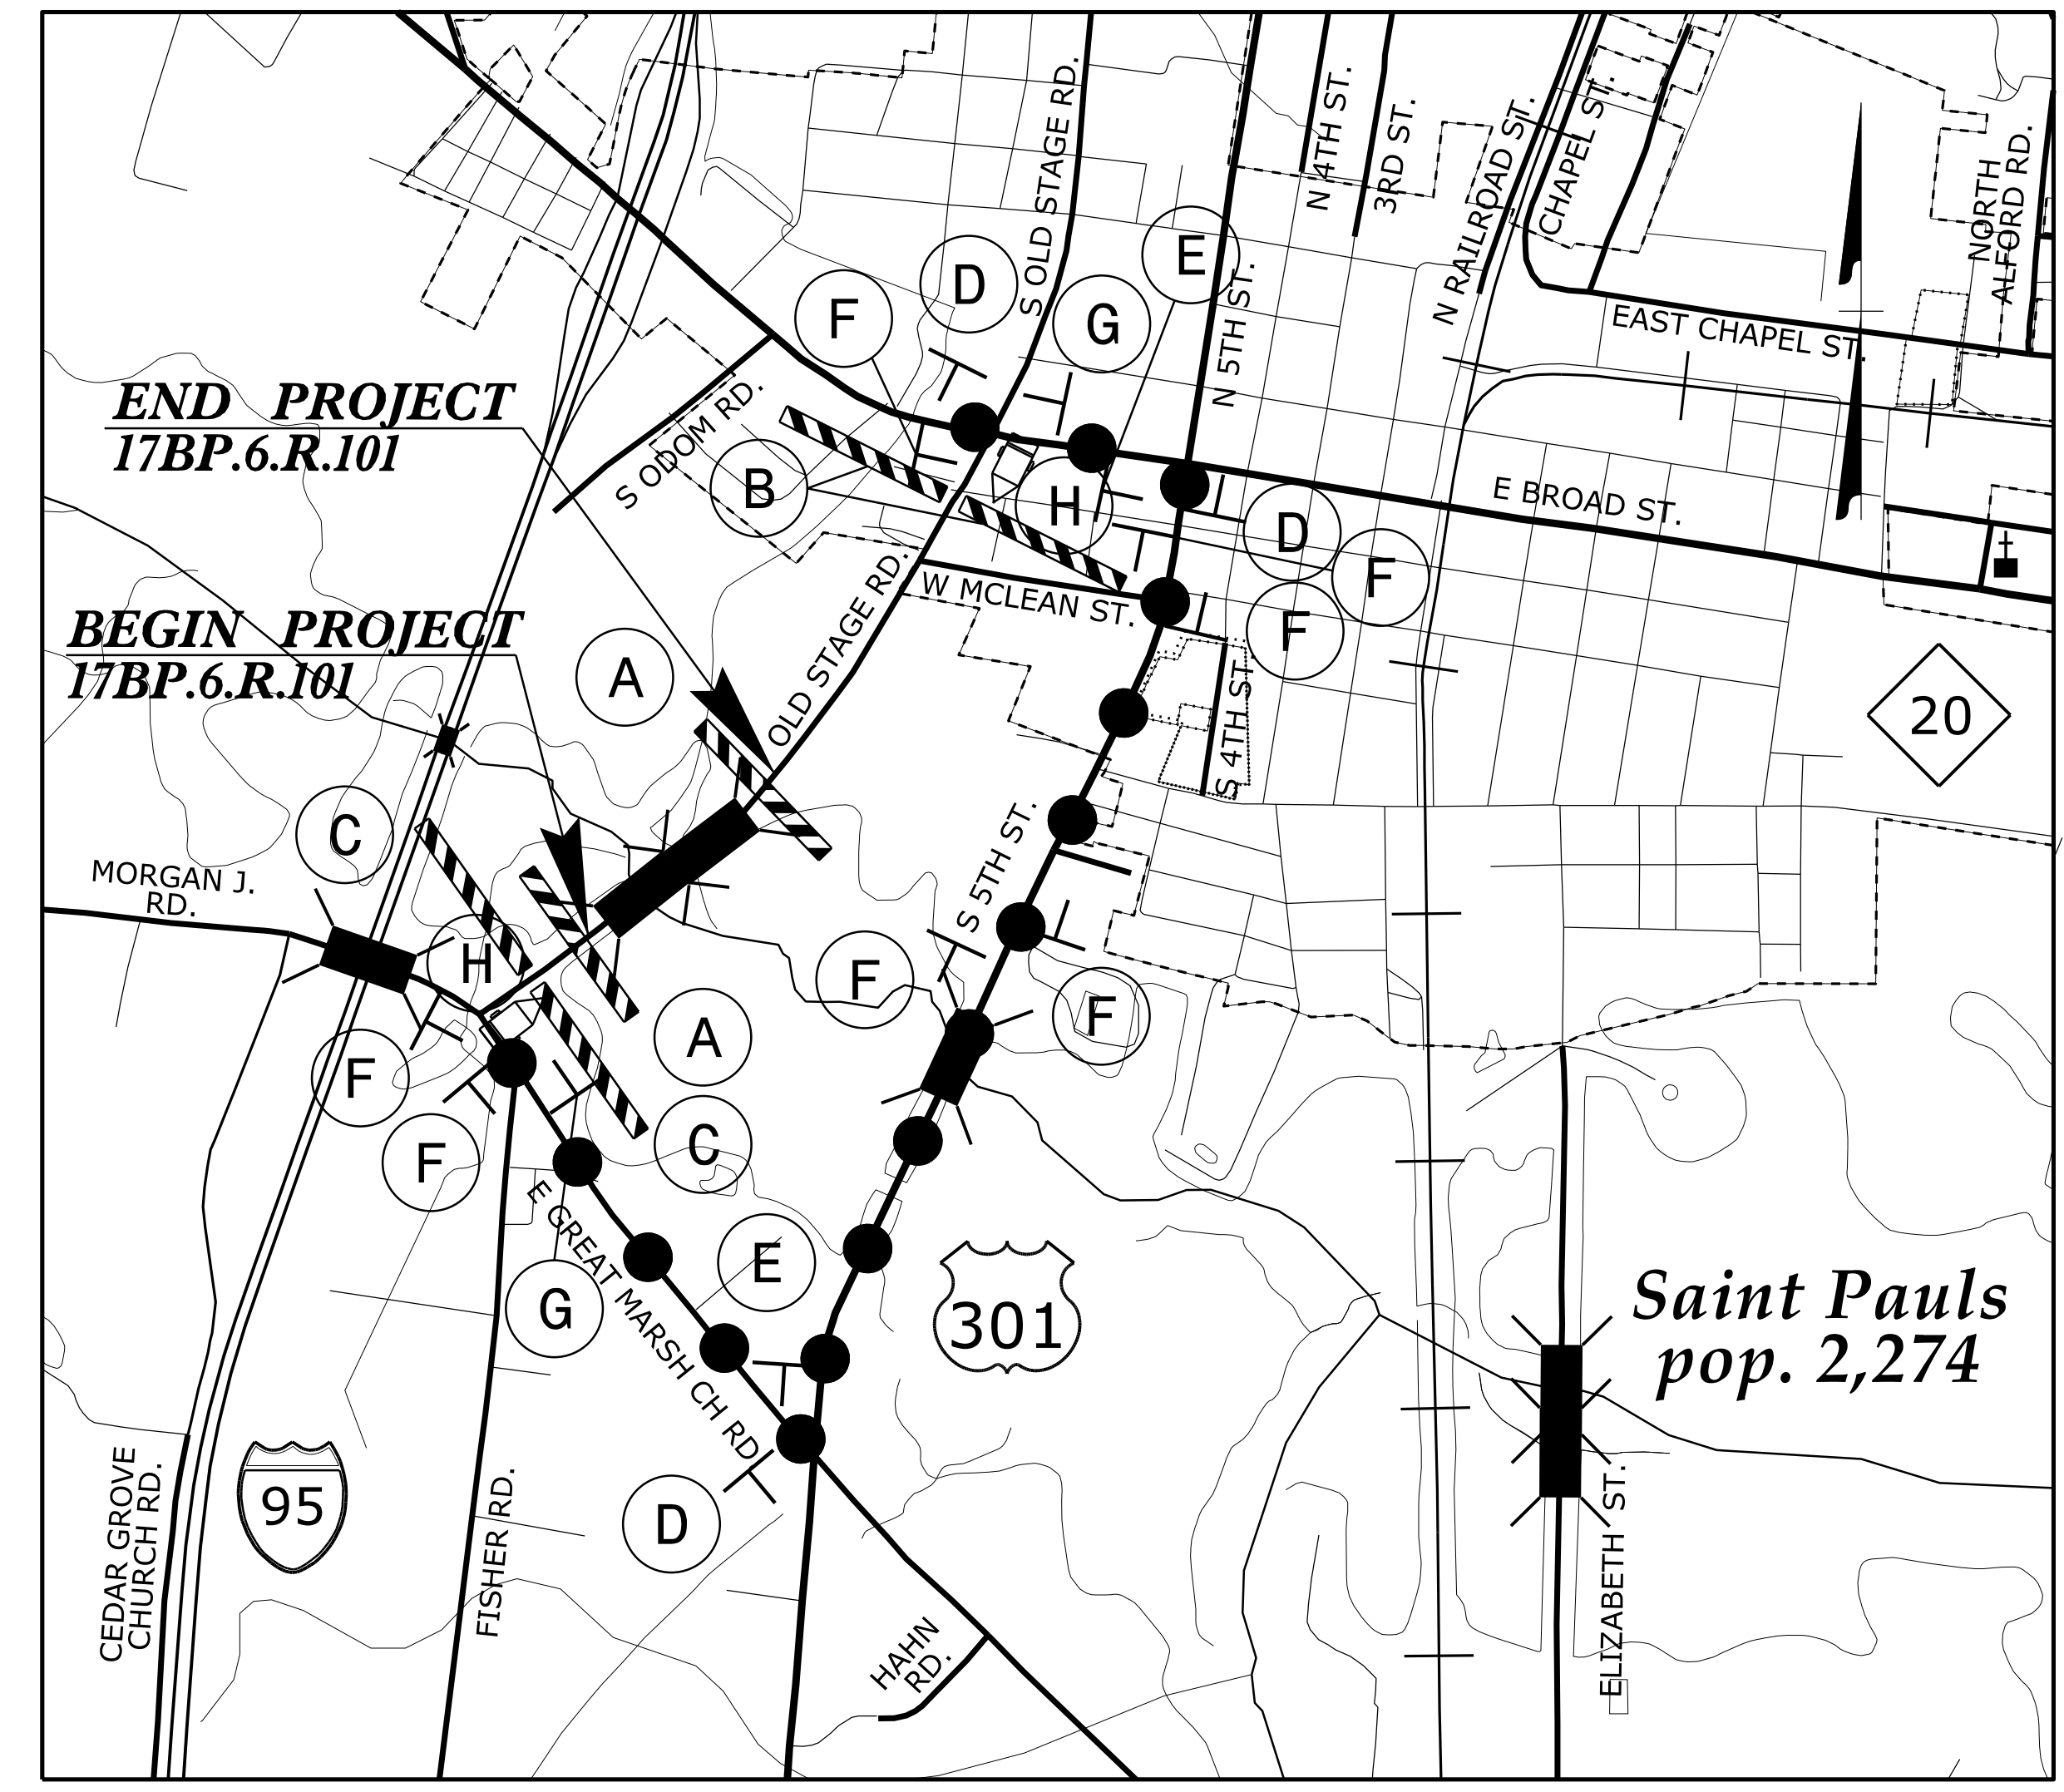 S OLD STAGE RD.
N 5TH ST.
N 4TH ST.
3RD ST.
N RAILROAD ST.
CHAPEL ST.
NORTH
ALFORD RD.
EAST CHAPEL ST.
E
D
F
G
END PROJECT
17BP.6.R.101
S ODOM RD.
B
H
E BROAD ST.
D
F
F
W MCLEAN ST.
BEGIN PROJECT
17BP.6.R.101
A
OLD STAGE RD.
S 4TH ST.
20
C
MORGAN J.
RD.
S 5TH ST.
H
F
F
A
F
C
F
E GREAT MARSH CH RD
E
G
301
Saint Pauls
pop. 2,274
95
D
CEDAR GROVE
CHURCH RD.
FISHER RD.
ELIZABETH ST.
HAHN
RD.